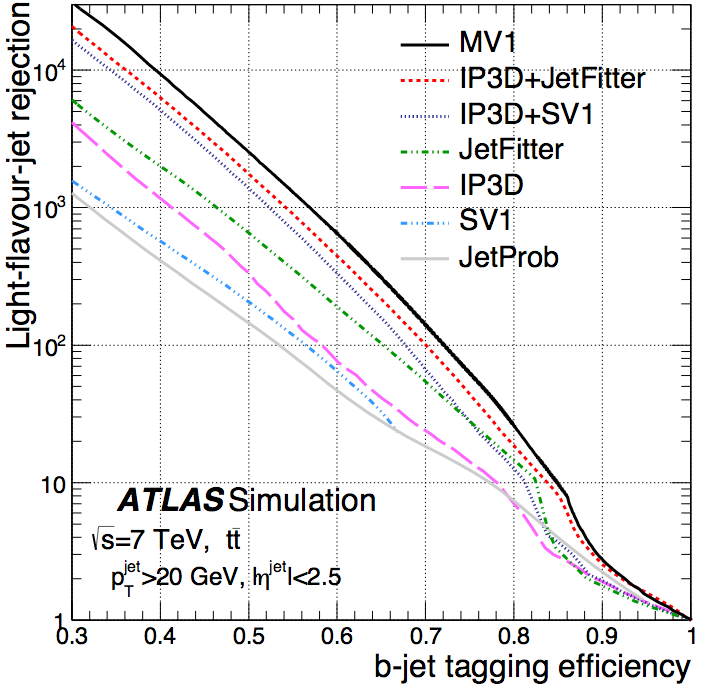 Light-flavour-jet rejection
10⁴
10³
10²
10
1
MV1
IP3D+JetFitter
IP3D+SV1
JetFitter
IP3D
SV1
JetProb
ATLAS Simulation
√s=7 TeV, tt̄
p_T^jet>20 GeV, |η^jet|<2.5
0.3 0.4 0.5 0.6 0.7 0.8 0.9 1
b-jet tagging efficiency